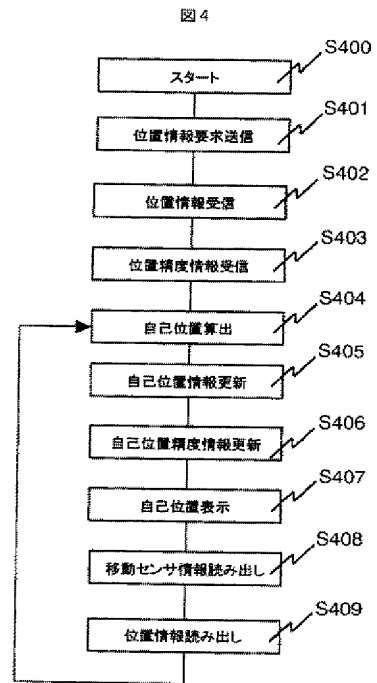 図4
S400
スタート
S401
位置情報要求送信
S402
位置情報受信
S403
位置精度情報受信
S404
自己位置算出
S405
自己位置情報更新
S406
自己位置精度情報更新
S407
自己位置表示
S408
移動センサ情報読み出し
S409
位置情報読み出し